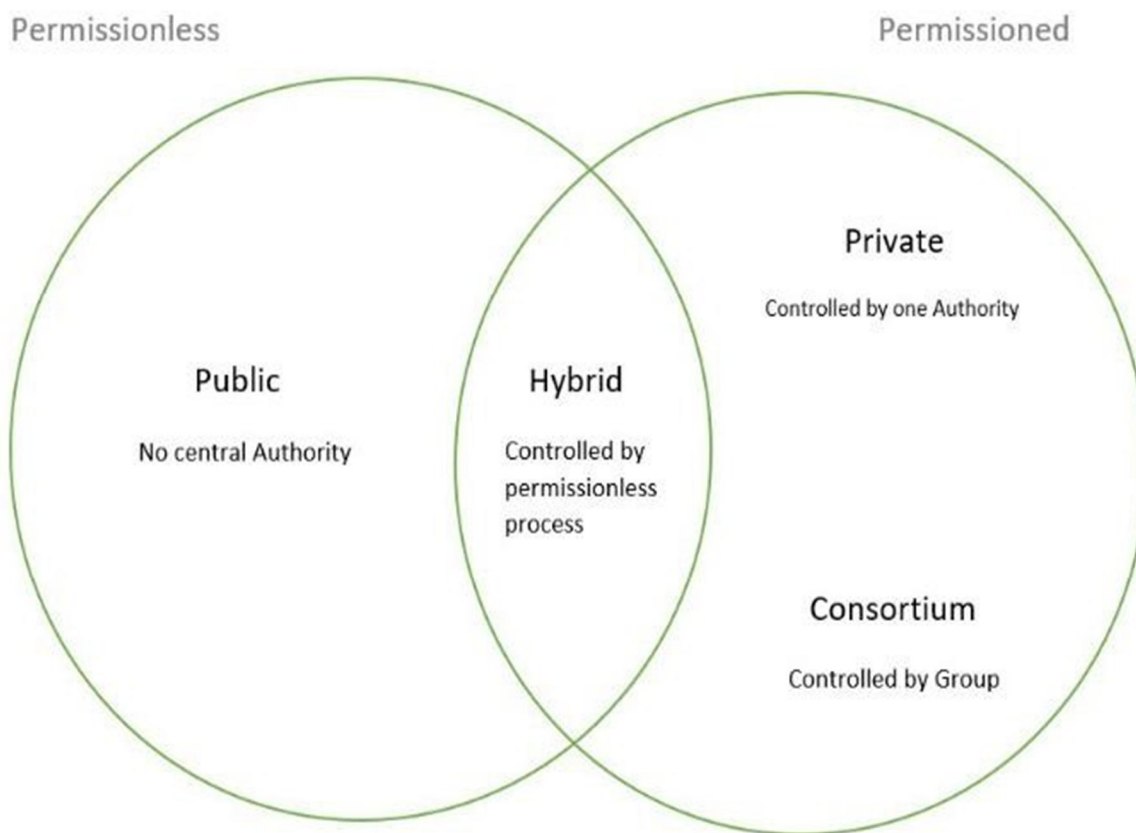 Permissionless
Permissioned
Public
No central Authority
Hybrid
Controlled by
permissionless
process
Private
Controlled by one Authority
Consortium
Controlled by Group